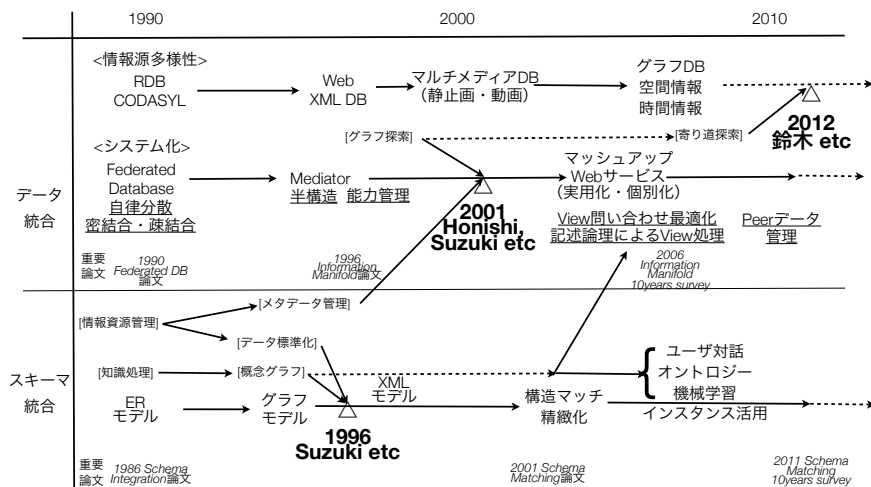 1990
2000
2010
<情報源多様性>
RDB
CODASYL
Web
XML DB
マルチメディアDB
(静止画・動画)
グラフDB
空間情報
時間情報
[グラフ探索]
[寄り道探索]
2012
鈴木 etc
<システム化>
Federated
Database
自律分散
密結合・疎結合
Mediator
半構造 能力管理
2001
Honishi,
Suzuki etc
マッシュアップ
Webサービス
(実用化・個別化)
View問い合わせ最適化
記述論理によるView処理
Peerデータ
管理
データ
統合
重要
論文
1990
Federated DB
論文
1996
Information
Manifold論文
2006
Information
Manifold
10years survey
[情報資源管理]
[メタデータ管理]
[データ標準化]
[知識処理]
[概念グラフ]
スキーマ
統合
ER
モデル
グラフ
モデル
XML
モデル
1996
Suzuki etc
構造マッチ
精緻化
ユーザ対話
オントロジー
機械学習
インスタンス活用
重要
論文
1986 Schema
Integration論文
2001 Schema
Matching論文
2011 Schema
Matching
10years survey